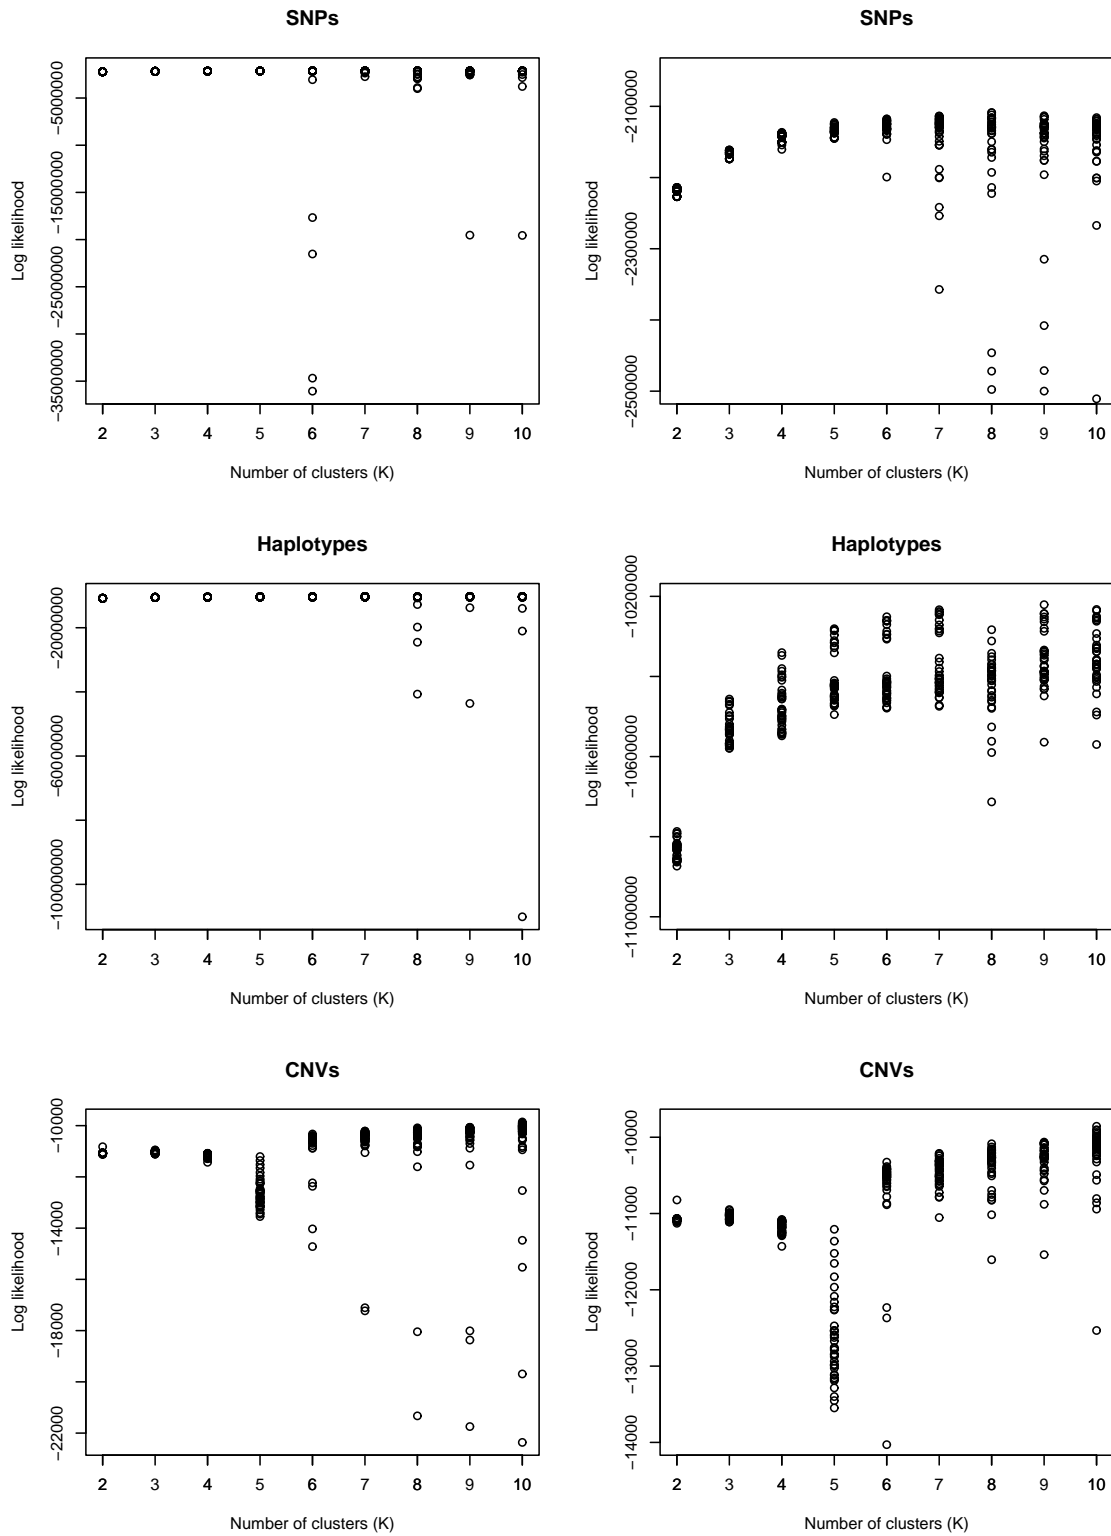 SNPs
Log likelihood
−5000000
−15000000
−25000000
−35000000
2 3 4 5 6 7 8 9 10
Number of clusters (K)
SNPs
Log likelihood
−2100000
−2300000
−2500000
2 3 4 5 6 7 8 9 10
Number of clusters (K)
Haplotypes
Log likelihood
−20000000
−60000000
−100000000
2 3 4 5 6 7 8 9 10
Number of clusters (K)
Haplotypes
Log likelihood
−10200000
−10600000
−11000000
2 3 4 5 6 7 8 9 10
Number of clusters (K)
CNVs
Log likelihood
−10000
−14000
−18000
−22000
2 3 4 5 6 7 8 9 10
Number of clusters (K)
CNVs
Log likelihood
−10000
−11000
−12000
−13000
−14000
2 3 4 5 6 7 8 9 10
Number of clusters (K)